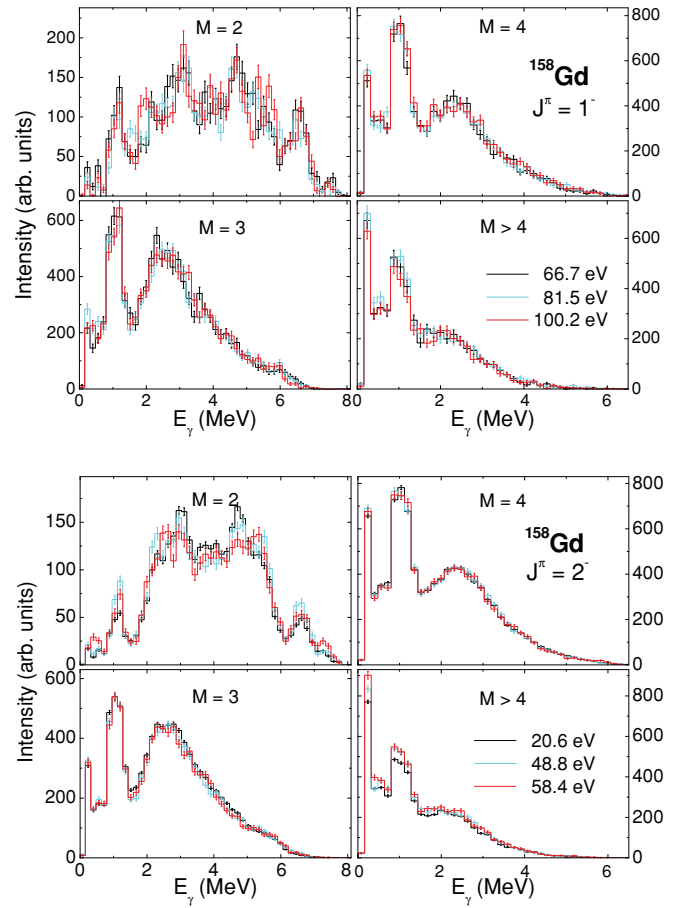 M = 2
M = 4
800
150
¹⁵⁸Gd
600
100
Jπ = 1-
400
50
200
Intensity (arb. units)
0
0
600
M = 3
M > 4
800
400
66.7 eV
600
81.5 eV
400
200
100.2 eV
200
0
0
0 2 4 6 8
0 2 4 6
Eγ (MeV)
Eγ (MeV)
M = 2
M = 4
800
150
¹⁵⁸Gd
600
100
Jπ = 2-
400
50
200
Intensity (arb. units)
0
0
600
M = 3
M > 4
800
400
20.6 eV
600
48.8 eV
400
200
58.4 eV
200
0
0
0 2 4 6 8
0 2 4 6
Eγ (MeV)
Eγ (MeV)